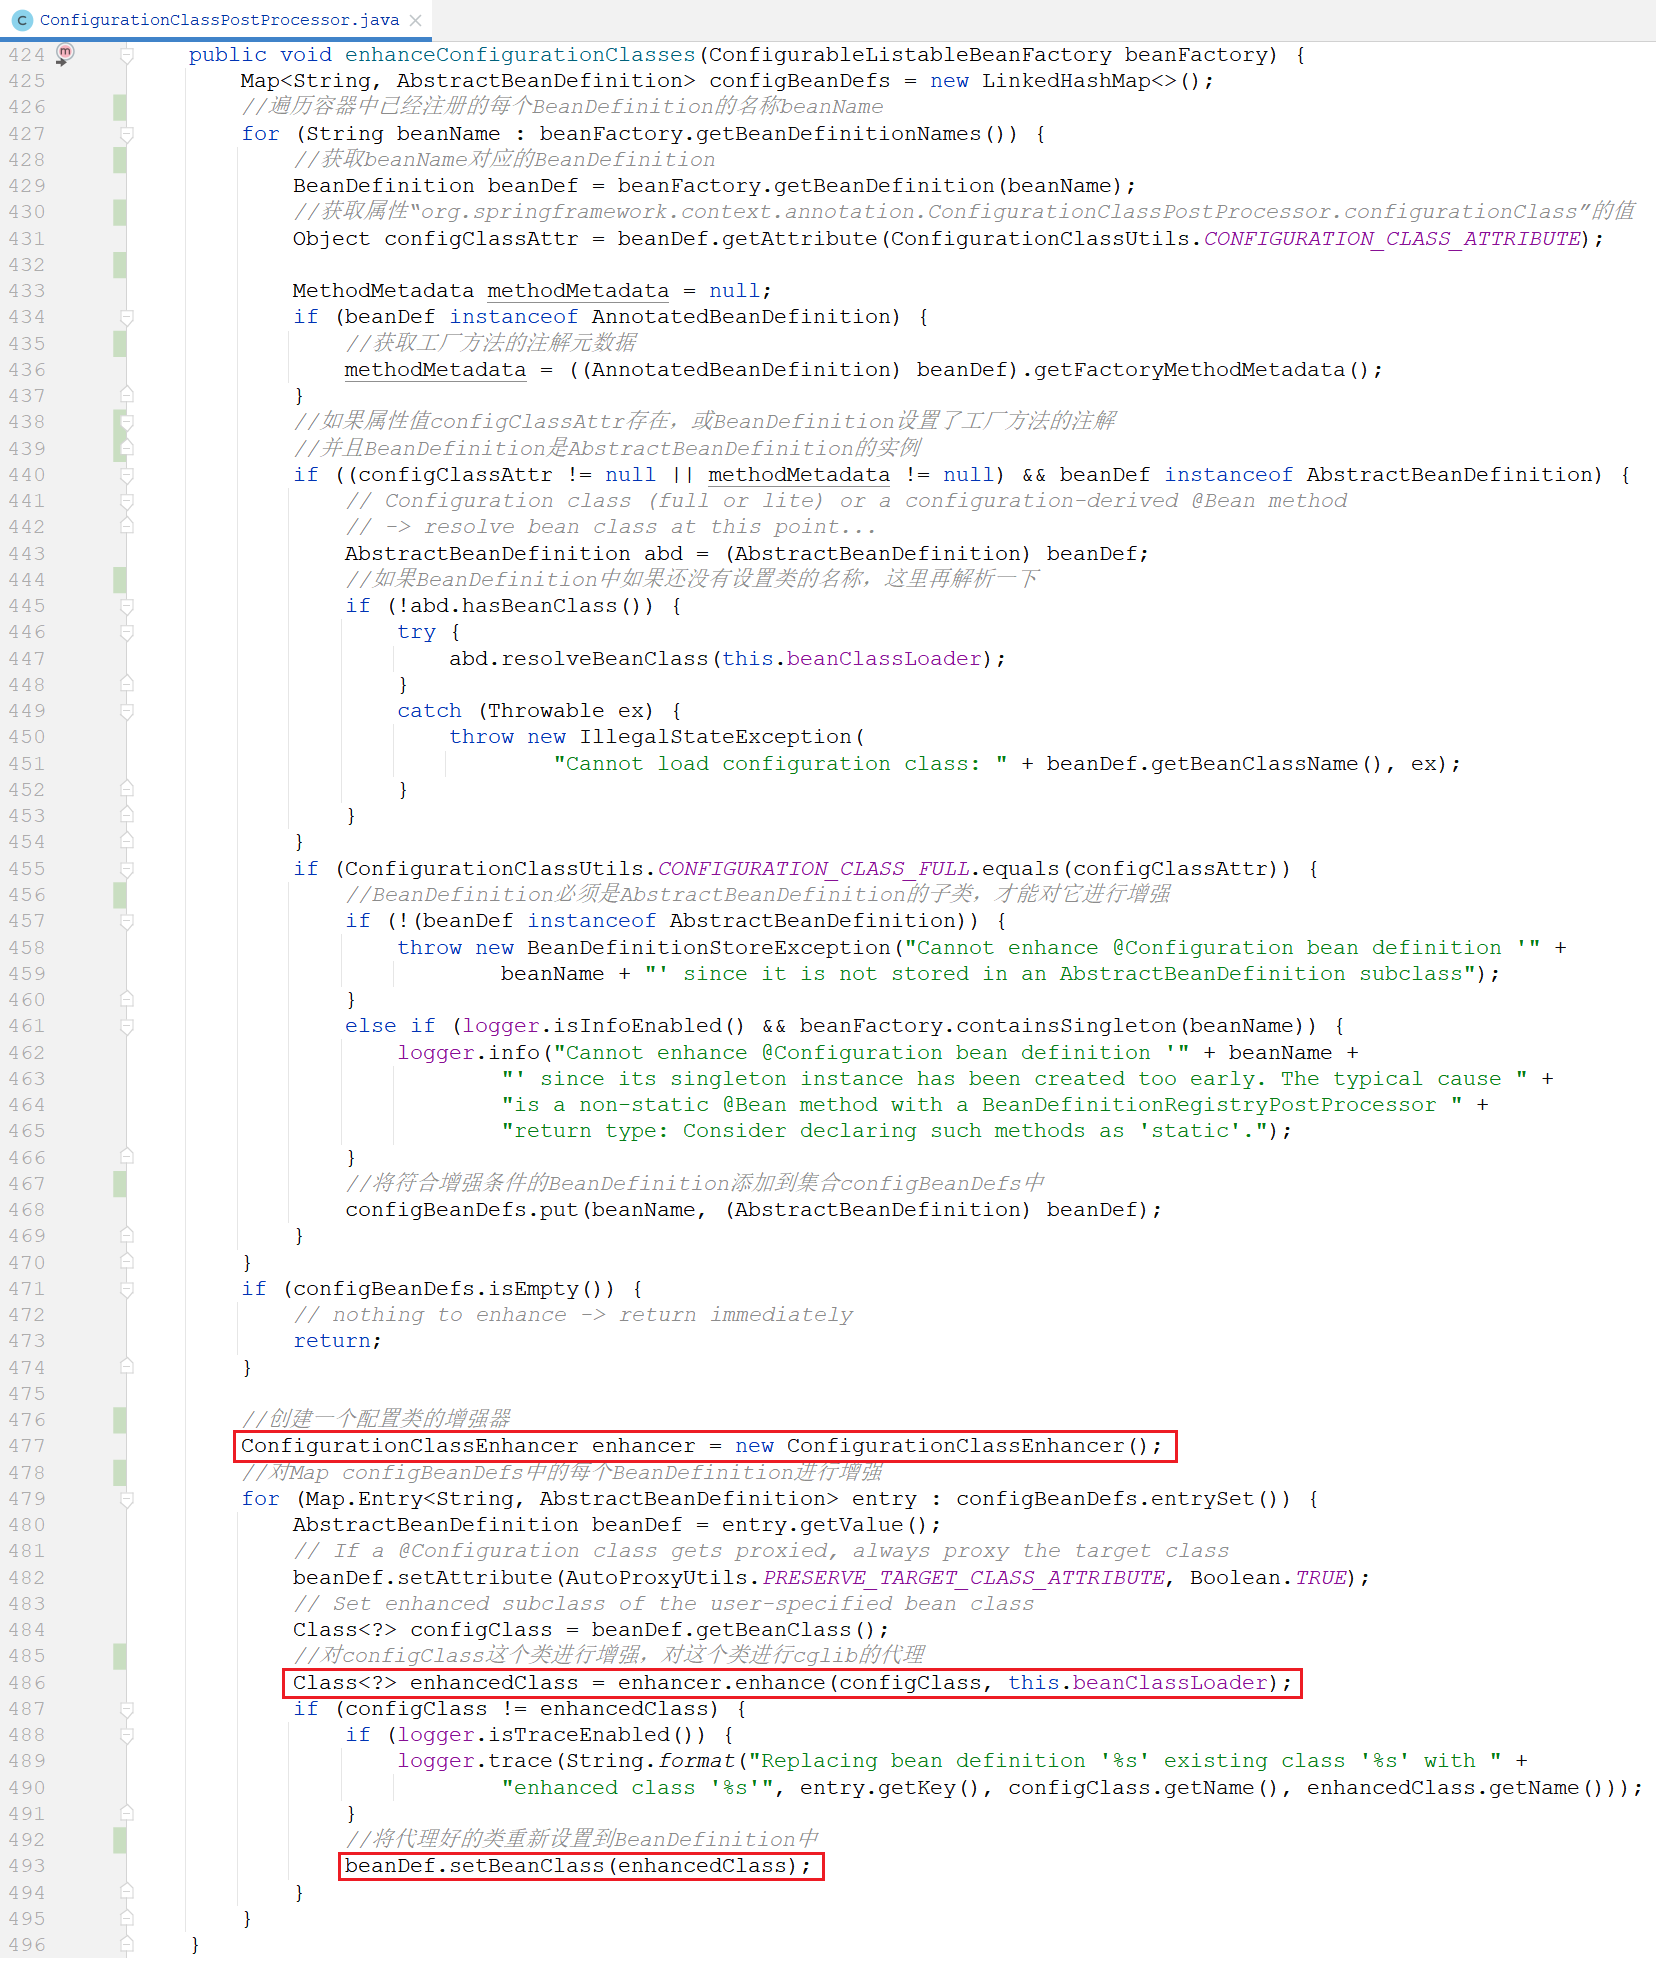 ConfigurationClassPostProcessor.java
424 public void enhanceConfigurationClasses(ConfigurableListableBeanFactory beanFactory) {
425 Map<String, AbstractBeanDefinition> configBeanDefs = new LinkedHashMap<>();
426 //遍历容器中已经注册的每个BeanDefinition的名称beanName
427 for (String beanName : beanFactory.getBeanDefinitionNames()) {
428 //获取beanName对应的BeanDefinition
429 BeanDefinition beanDef = beanFactory.getBeanDefinition(beanName);
430 //获取属性“org.springframework.context.annotation.ConfigurationClassPostProcessor.configurationClass”的值
431 Object configClassAttr = beanDef.getAttribute(ConfigurationClassUtils.CONFIGURATION_CLASS_ATTRIBUTE);
432
433 MethodMetadata methodMetadata = null;
434 if (beanDef instanceof AnnotatedBeanDefinition) {
435 //获取工厂方法的注解元数据
436 methodMetadata = ((AnnotatedBeanDefinition) beanDef).getFactoryMethodMetadata();
437 }
438 //如果属性值configClassAttr存在，或BeanDefinition设置了工厂方法的注解
439 //并且BeanDefinition是AbstractBeanDefinition的实例
440 if ((configClassAttr != null || methodMetadata != null) && beanDef instanceof AbstractBeanDefinition) {
441 // Configuration class (full or lite) or a configuration-derived @Bean method
442 // -> resolve bean class at this point...
443 AbstractBeanDefinition abd = (AbstractBeanDefinition) beanDef;
444 //如果BeanDefinition中如果还没有设置类的名称，这里再解析一下
445 if (!abd.hasBeanClass()) {
446 try {
447 abd.resolveBeanClass(this.beanClassLoader);
448 }
449 catch (Throwable ex) {
450 throw new IllegalStateException(
451 "Cannot load configuration class: " + beanDef.getBeanClassName(), ex);
452 }
453 }
454 }
455 if (ConfigurationClassUtils.CONFIGURATION_CLASS_FULL.equals(configClassAttr)) {
456 //BeanDefinition必须是AbstractBeanDefinition的子类，才能对它进行增强
457 if (!(beanDef instanceof AbstractBeanDefinition)) {
458 throw new BeanDefinitionStoreException("Cannot enhance @Configuration bean definition '" +
459 beanName + "' since it is not stored in an AbstractBeanDefinition subclass");
460 }
461 else if (logger.isInfoEnabled() && beanFactory.containsSingleton(beanName)) {
462 logger.info("Cannot enhance @Configuration bean definition '" + beanName +
463 "' since its singleton instance has been created too early. The typical cause " +
464 "is a non-static @Bean method with a BeanDefinitionRegistryPostProcessor " +
465 "return type: Consider declaring such methods as 'static'.");
466 }
467 //将符合增强条件的BeanDefinition添加到集合configBeanDefs中
468 configBeanDefs.put(beanName, (AbstractBeanDefinition) beanDef);
469 }
470 }
471 if (configBeanDefs.isEmpty()) {
472 // nothing to enhance -> return immediately
473 return;
474 }
475
476 //创建一个配置类的增强器
477 ConfigurationClassEnhancer enhancer = new ConfigurationClassEnhancer();
478 //对Map configBeanDefs中的每个BeanDefinition进行增强
479 for (Map.Entry<String, AbstractBeanDefinition> entry : configBeanDefs.entrySet()) {
480 AbstractBeanDefinition beanDef = entry.getValue();
481 // If a @Configuration class gets proxied, always proxy the target class
482 beanDef.setAttribute(AutoProxyUtils.PRESERVE_TARGET_CLASS_ATTRIBUTE, Boolean.TRUE);
483 // Set enhanced subclass of the user-specified bean class
484 Class<?> configClass = beanDef.getBeanClass();
485 //对configClass这个类进行增强，对这个类进行cglib的代理
486 Class<?> enhancedClass = enhancer.enhance(configClass, this.beanClassLoader);
487 if (configClass != enhancedClass) {
488 if (logger.isTraceEnabled()) {
489 logger.trace(String.format("Replacing bean definition '%s' existing class '%s' with " +
490 "enhanced class '%s'", entry.getKey(), configClass.getName(), enhancedClass.getName()));
491 }
492 //将代理好的类重新设置到BeanDefinition中
493 beanDef.setBeanClass(enhancedClass);
494 }
495 }
496 }